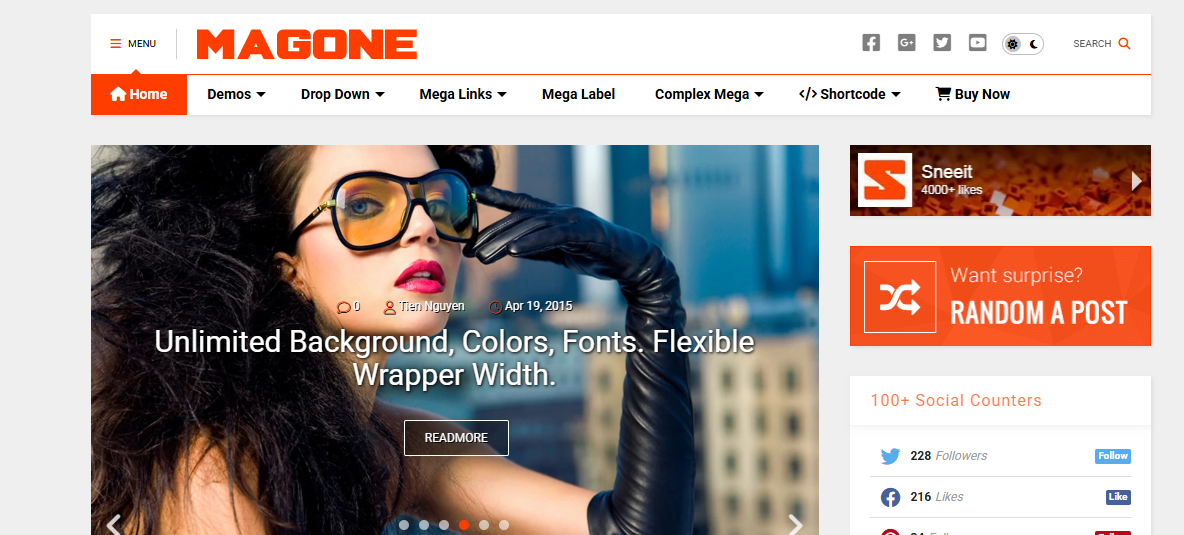 MENU
MAGONE
SEARCH
Home
Demos
Drop Down
Mega Links
Mega Label
Complex Mega
Shortcode
Buy Now
0 Tien Nguyen Apr 19, 2015
Unlimited Background, Colors, Fonts. Flexible
Wrapper Width.
READMORE
Sneeit
4000+ likes
Want surprise?
RANDOM A POST
100+ Social Counters
228 Followers Follow
216 Likes Like